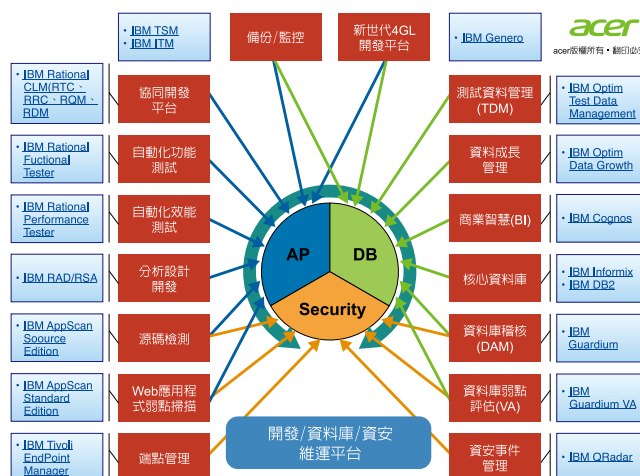 • IBM TSM
• IBM ITM
備份/監控
新世代4GL
開發平台
• IBM Genero
acer
acer版權所有・翻印必
• IBM Rational
CLM(RTC、
RRC、RQM、
RDM
協同開發
平台
測試資料管理
(TDM)
• IBM Optim
Test Data
Management
• IBM Rational
Fuctional
Tester
自動化功能
測試
資料成長
管理
• IBM Optim
Data Growth
• IBM Rational
Performance
Tester
自動化效能
測試
商業智慧(BI)
• IBM Cognos
• IBM RAD/RSA
分析設計
開發
核心資料庫
• IBM Informix
• IBM DB2
AP
DB
Security
• IBM AppScan
Soource
Edition
源碼檢測
資料庫稽核
(DAM)
• IBM
Guardium
• IBM AppScan
Standard
Edition
Web應用程
式弱點掃描
資料庫弱點
評估(VA)
• IBM
Guardium VA
• IBM Tivoli
EndPoint
Manager
端點管理
開發/資料庫/資安
維運平台
資安事件
管理
• IBM QRadar